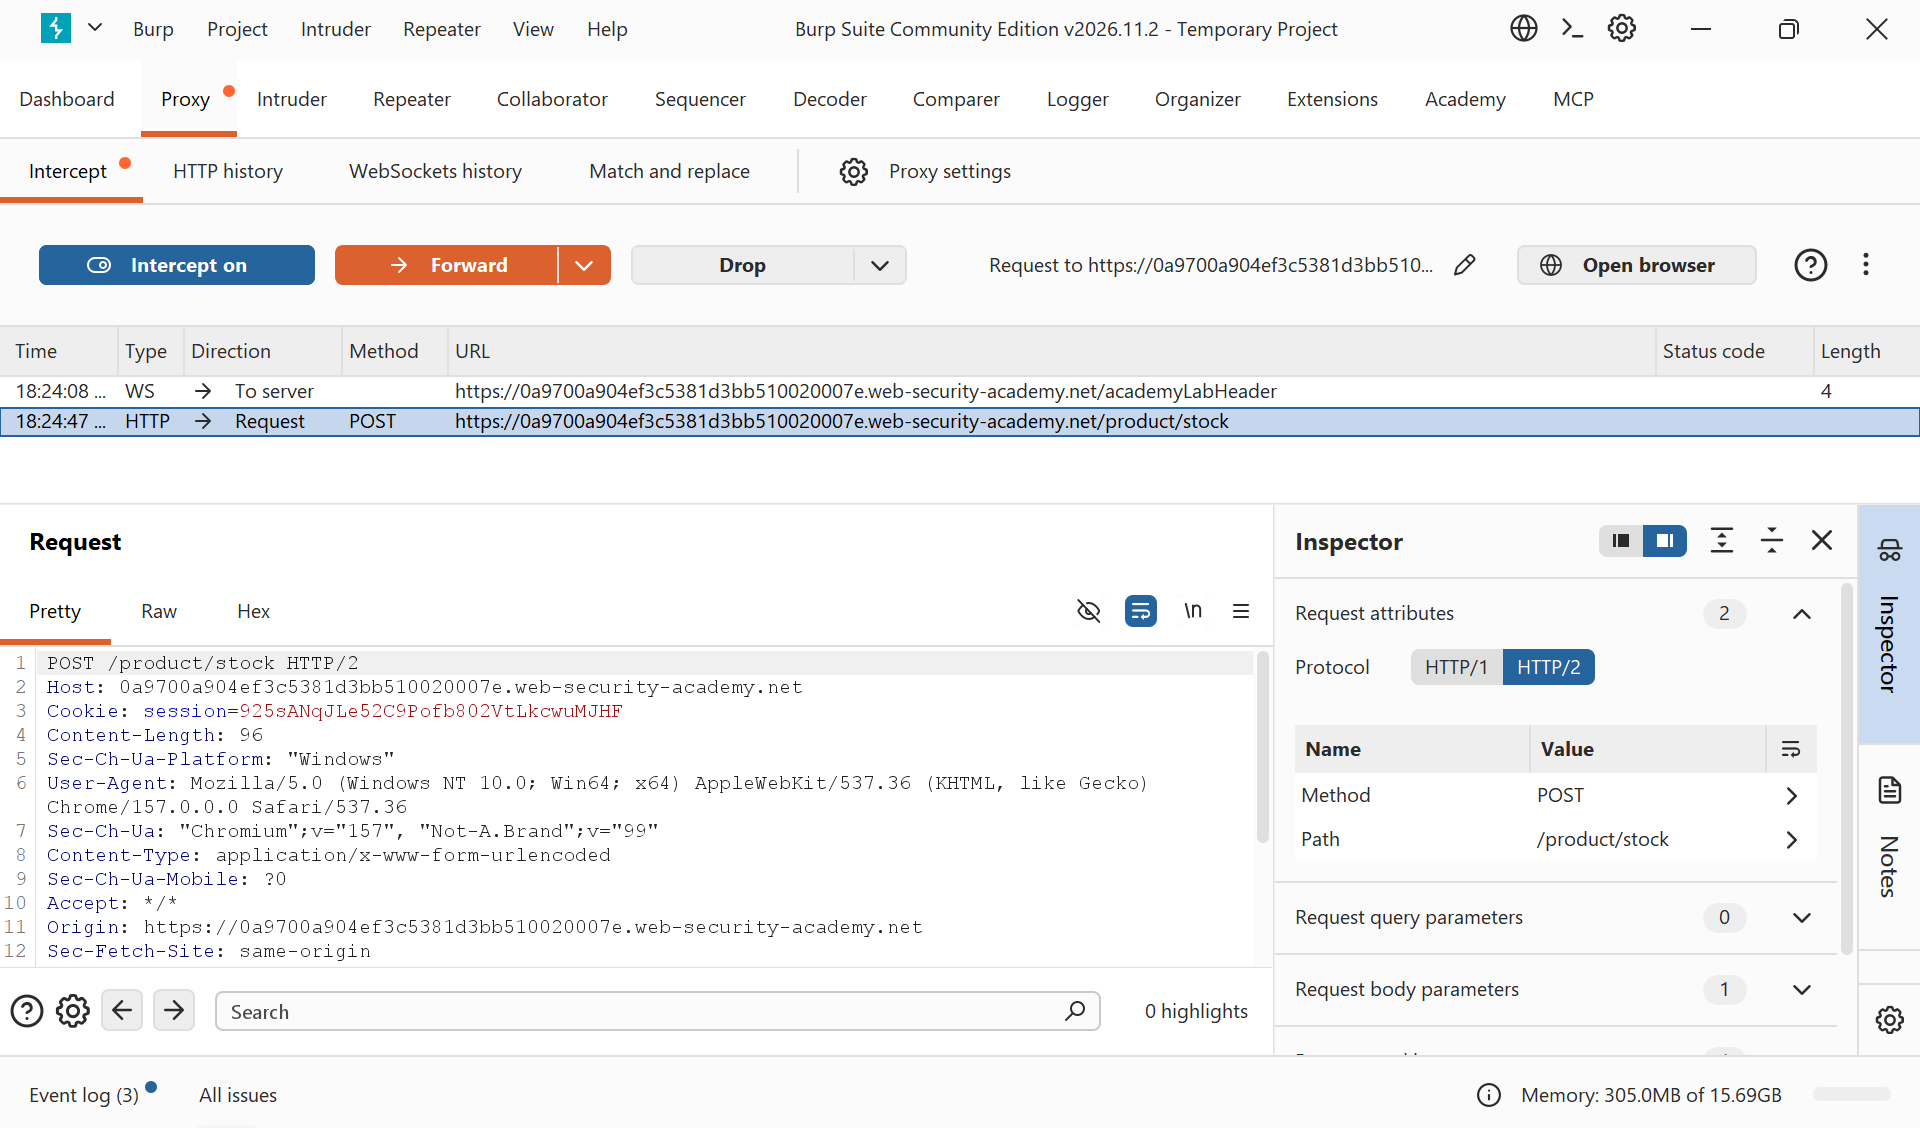 Burp Project Intruder Repeater View Help Burp Suite Community Edition v2026.11.2 - Temporary Project
Dashboard Proxy Intruder Repeater Collaborator Sequencer Decoder Comparer Logger Organizer Extensions Academy MCP
Intercept HTTP history WebSockets history Match and replace Proxy settings
Intercept on Forward Drop Request to https://0a9700a904ef3c5381d3bb510... Open browser
Time Type Direction Method URL Status code Length
18:24:08 ... WS To server https://0a9700a904ef3c5381d3bb510020007e.web-security-academy.net/academyLabHeader 4
18:24:47 ... HTTP Request POST https://0a9700a904ef3c5381d3bb510020007e.web-security-academy.net/product/stock
Request
Pretty Raw Hex \n
1 POST /product/stock HTTP/2
2 Host: 0a9700a904ef3c5381d3bb510020007e.web-security-academy.net
3 Cookie: session=925sANqJLe52C9Pofb802VtLkcwuMJHF
4 Content-Length: 96
5 Sec-Ch-Ua-Platform: "Windows"
6 User-Agent: Mozilla/5.0 (Windows NT 10.0; Win64; x64) AppleWebKit/537.36 (KHTML, like Gecko)
Chrome/157.0.0.0 Safari/537.36
7 Sec-Ch-Ua: "Chromium";v="157", "Not-A.Brand";v="99"
8 Content-Type: application/x-www-form-urlencoded
9 Sec-Ch-Ua-Mobile: ?0
10 Accept: */*
11 Origin: https://0a9700a904ef3c5381d3bb510020007e.web-security-academy.net
12 Sec-Fetch-Site: same-origin
Search 0 highlights
Inspector
Request attributes 2
Protocol HTTP/1 HTTP/2
Name Value
Method POST
Path /product/stock
Request query parameters 0
Request body parameters 1
Inspector
Notes
Event log (3) All issues Memory: 305.0MB of 15.69GB